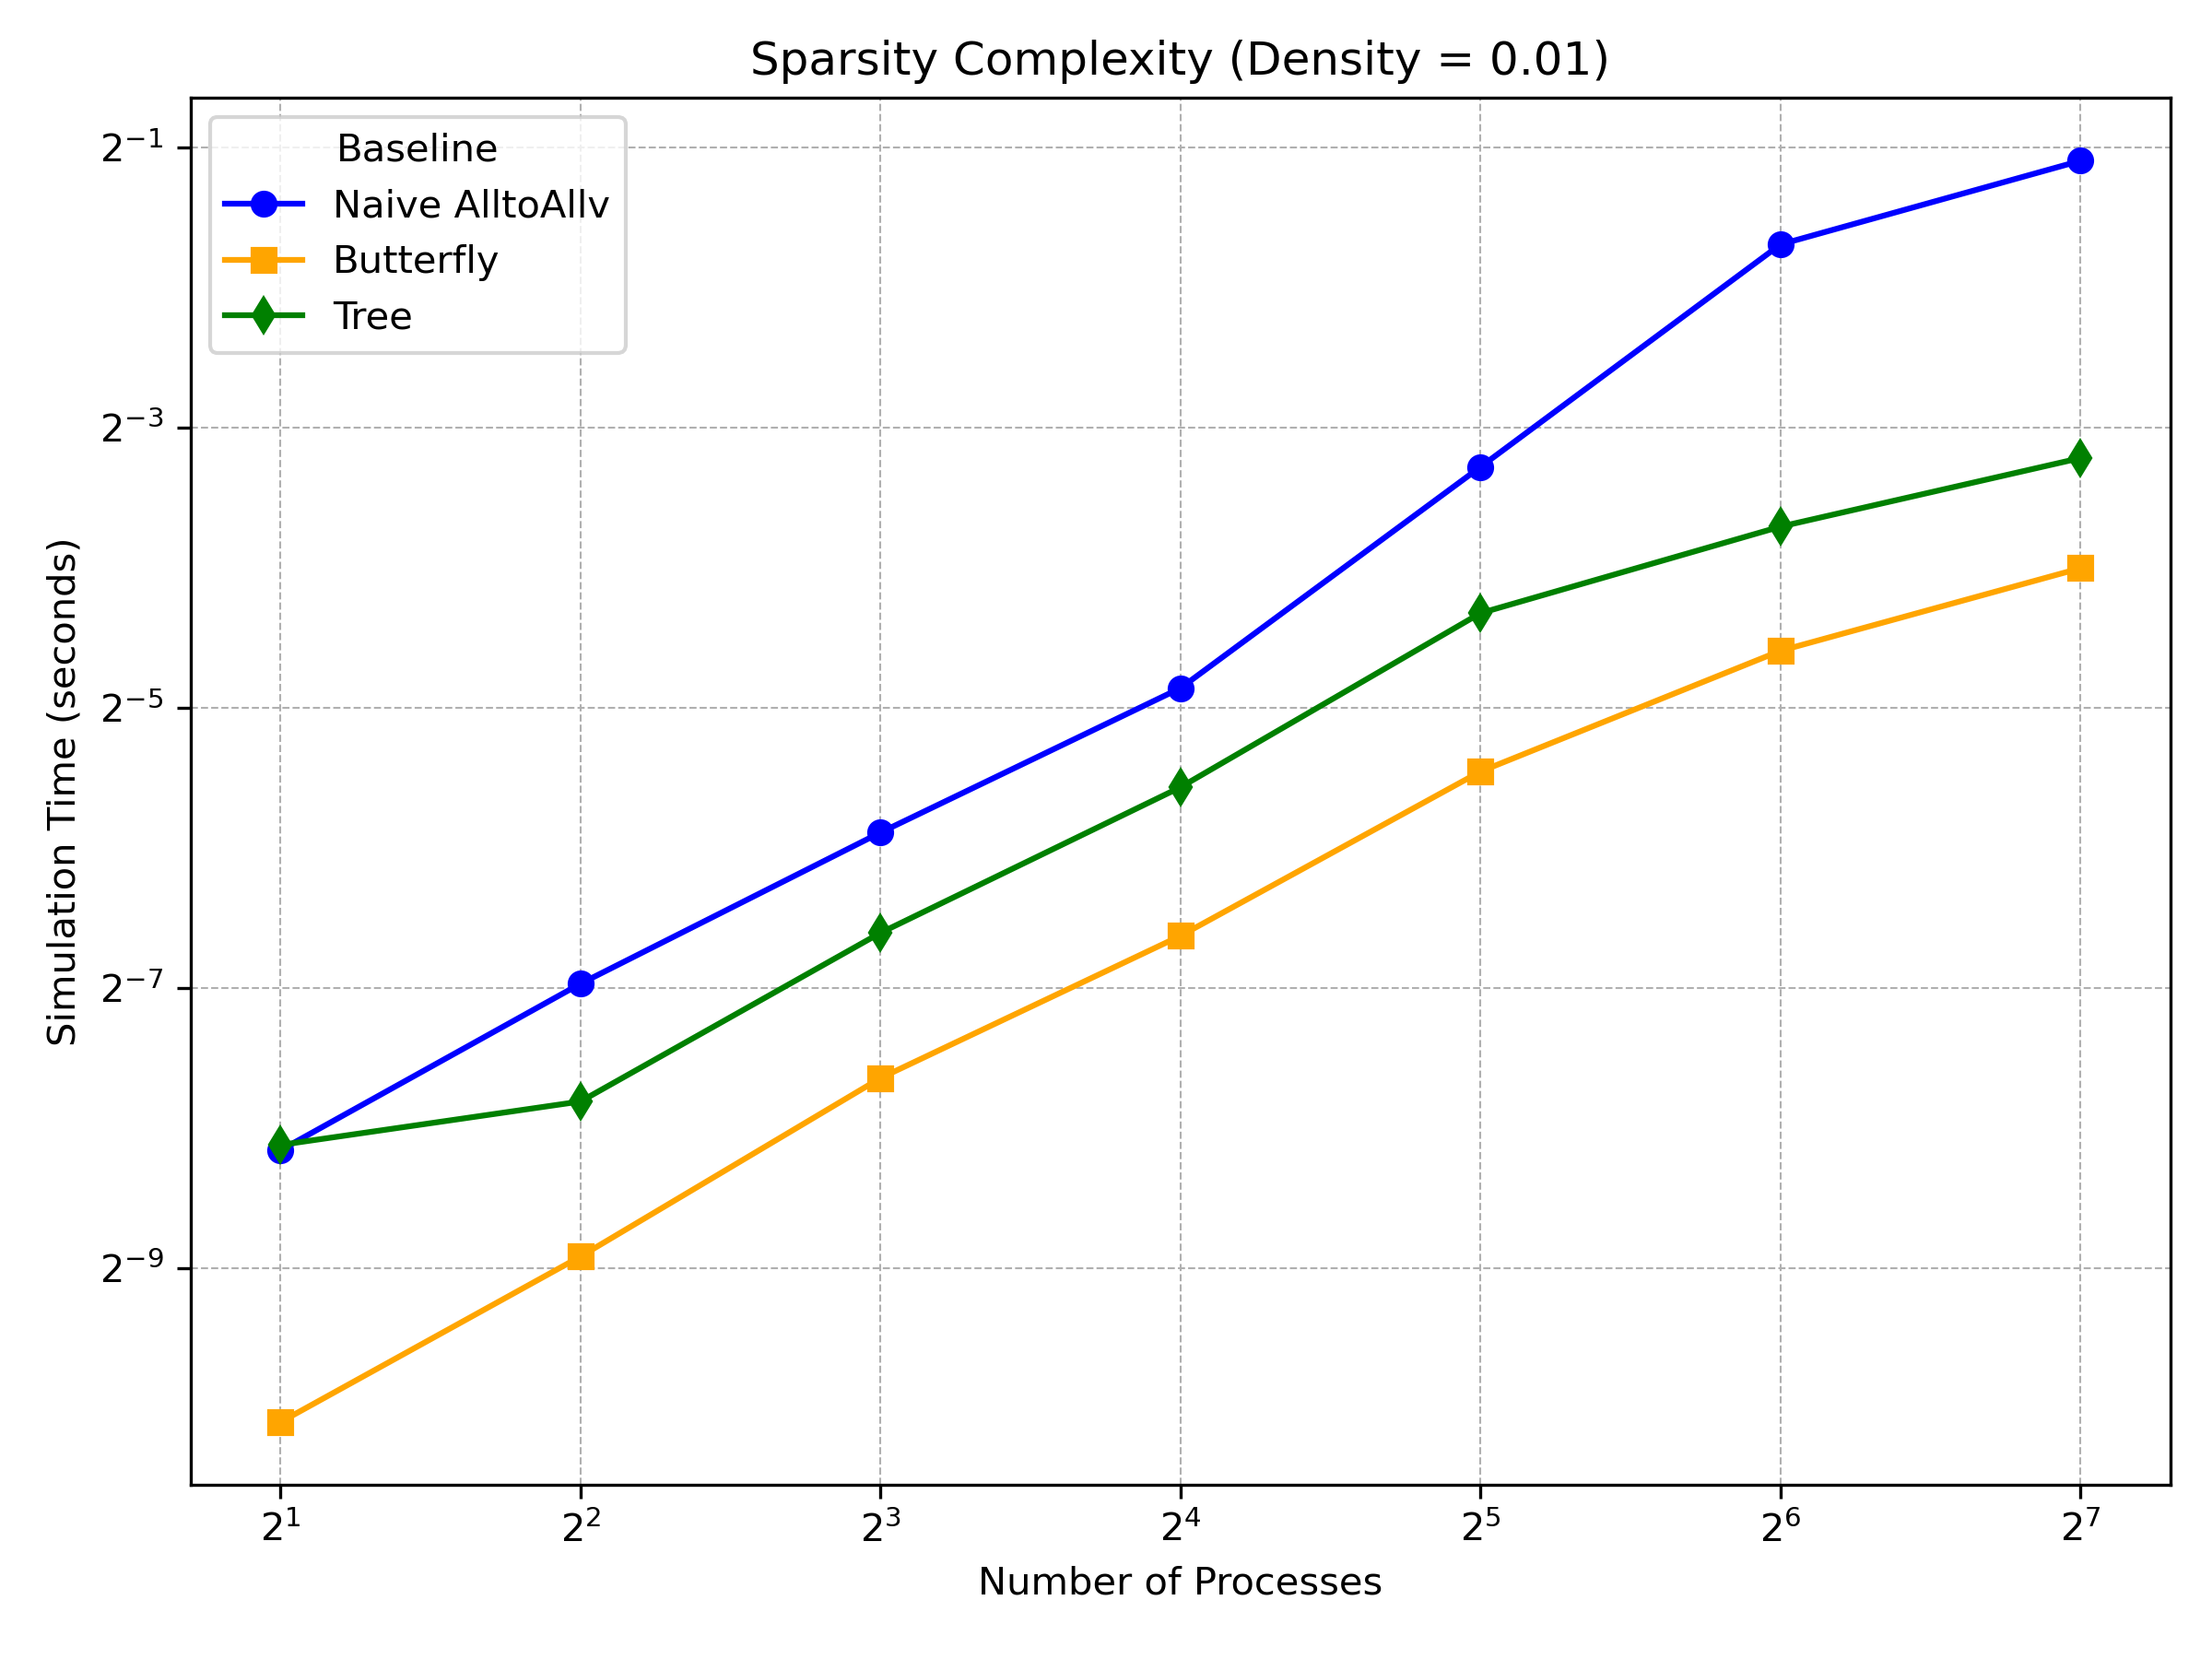 Sparsity Complexity (Density = 0.01)
Baseline
Naive AlltoAllv
Butterfly
Tree
2⁻¹
2⁻³
2⁻⁵
2⁻⁷
2⁻⁹
Simulation Time (seconds)
2¹ 2² 2³ 2⁴ 2⁵ 2⁶ 2⁷
Number of Processes